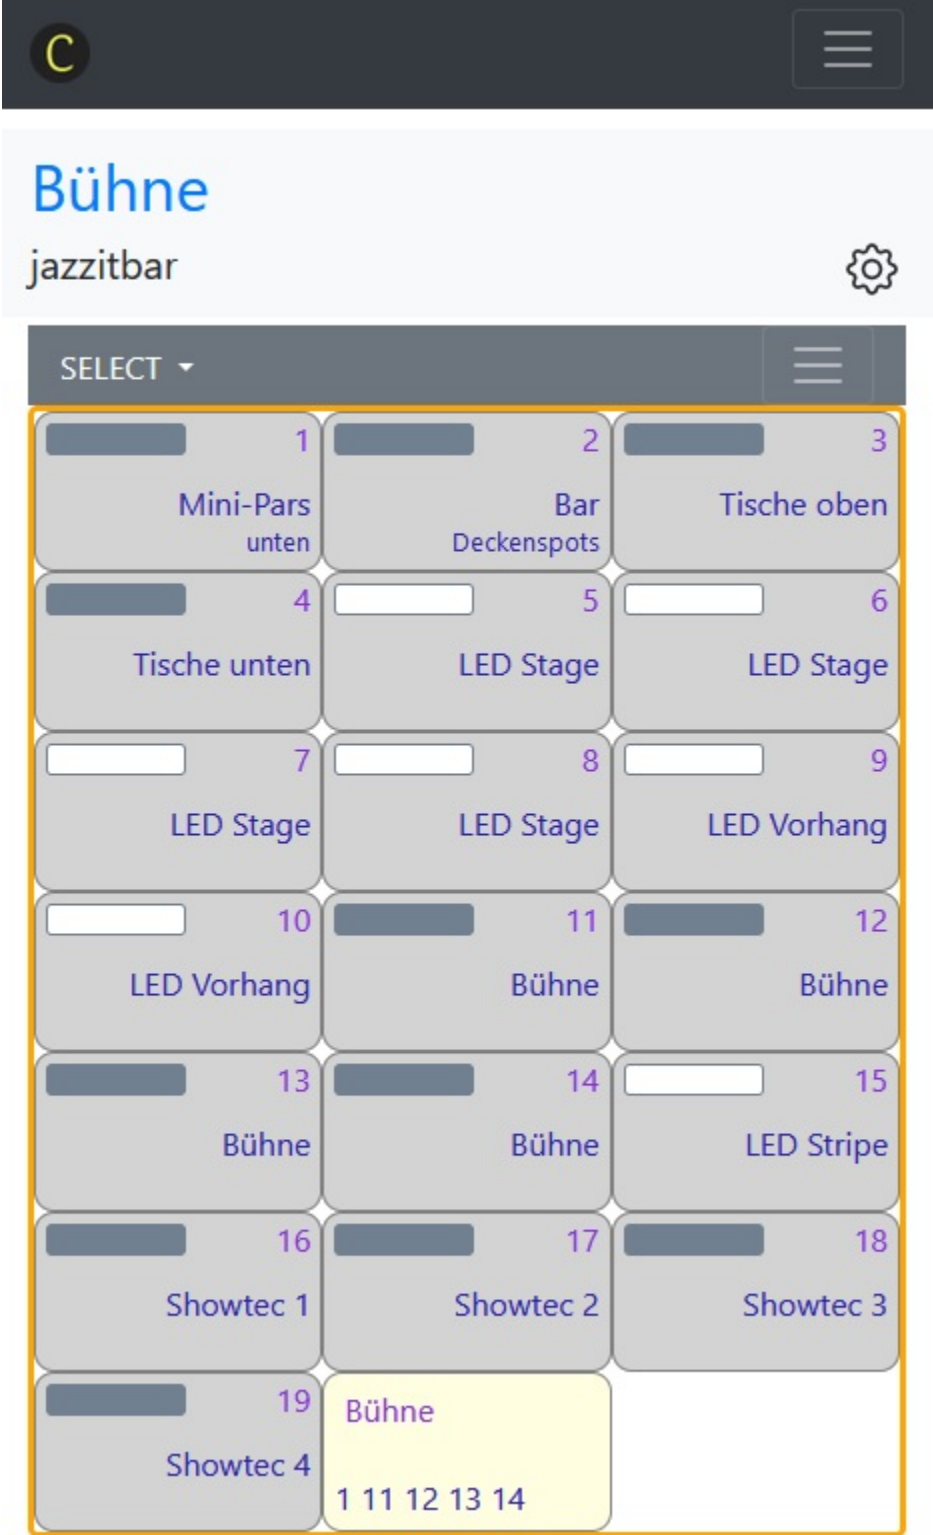 C
Bühne
jazzitbar
SELECT
1
Mini-Pars
unten
2
Bar
Deckenspots
3
Tische oben
4
Tische unten
5
LED Stage
6
LED Stage
7
LED Stage
8
LED Stage
9
LED Vorhang
10
LED Vorhang
11
Bühne
12
Bühne
13
Bühne
14
Bühne
15
LED Stripe
16
Showtec 1
17
Showtec 2
18
Showtec 3
19
Showtec 4
Bühne
1 11 12 13 14